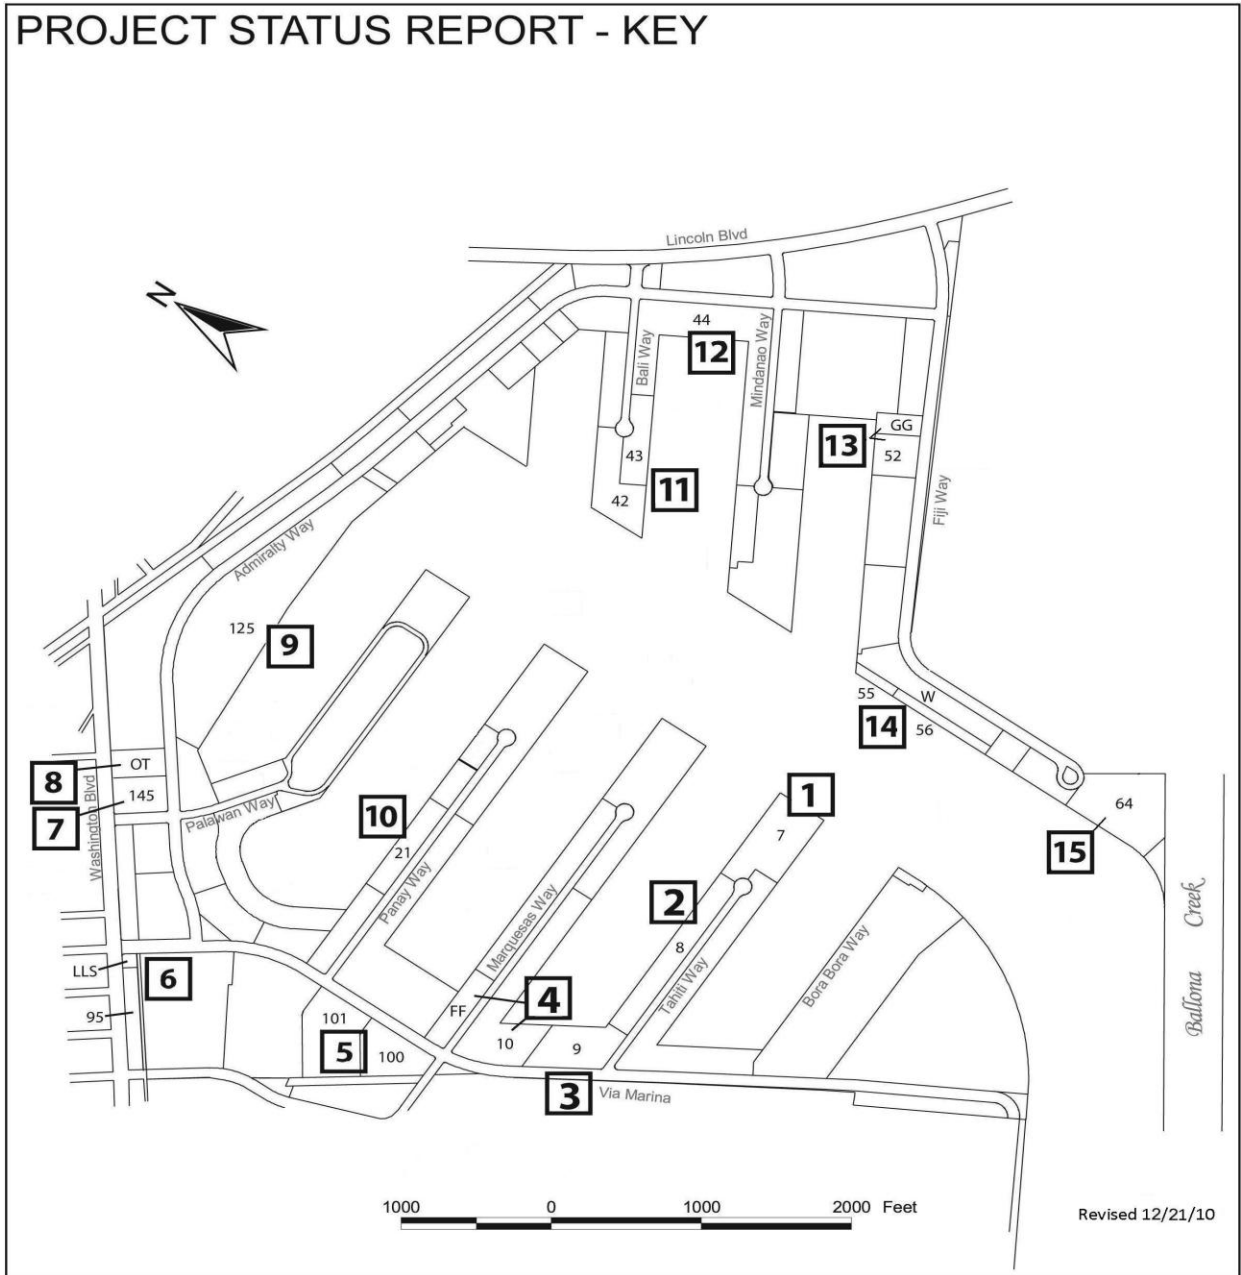 PROJECT STATUS REPORT - KEY
Lincoln Blvd
N
44
12
Bali Way
Mindanao Way
GG
13
43
52
11
42
Fiji Way
Admiralty Way
125
9
55
W
14
56
OT
8
145
7
Washington Blvd
Palawan Way
10
21
1
7
64
15
Panay Way
2
Marquesas Way
8
Tahiti Way
Bora Bora Way
Ballona Creek
LLS
6
4
FF
95
101
5
100
10
9
3
Via Marina
1000 0 1000 2000 Feet
Revised 12/21/10